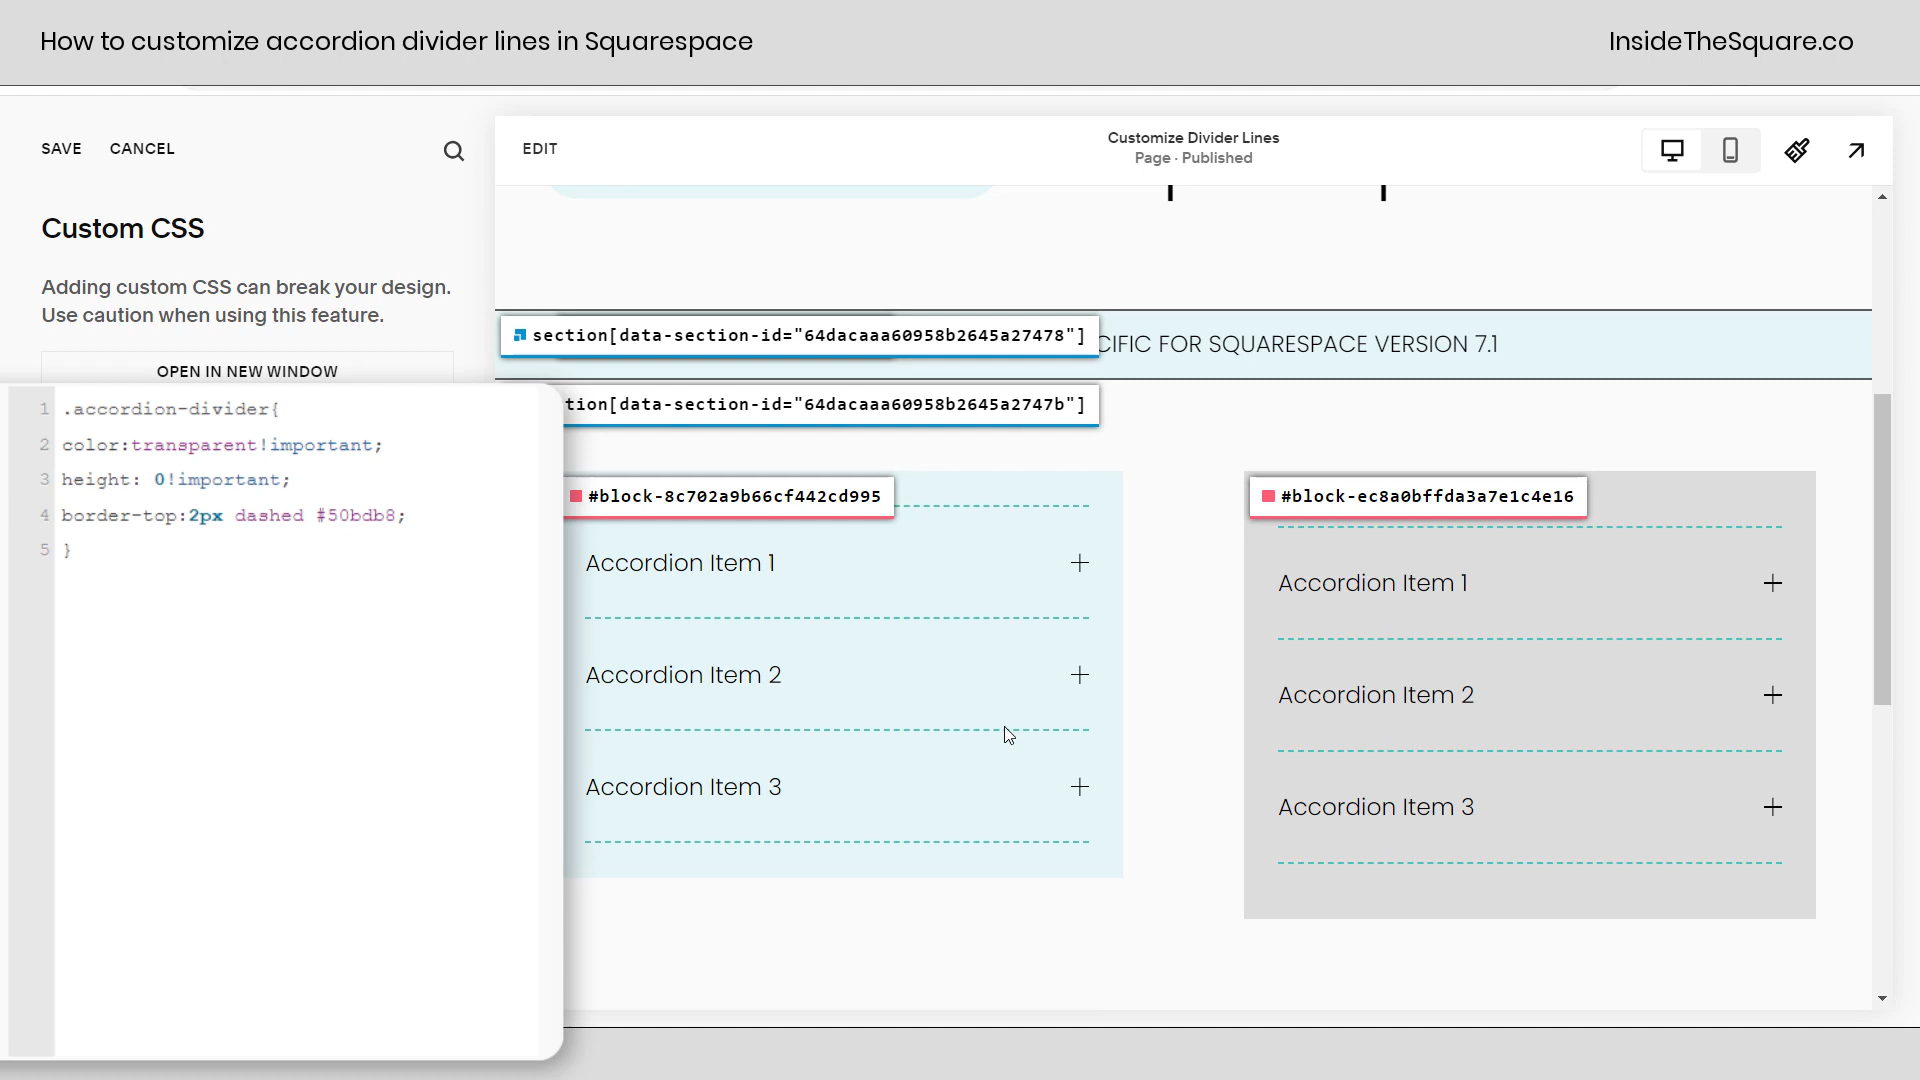 How to customize accordion divider lines in Squarespace
InsideTheSquare.co
SAVE CANCEL
EDIT
Customize Divider Lines
Page · Published
Custom CSS
Adding custom CSS can break your design.
Use caution when using this feature.
OPEN IN NEW WINDOW
section[data-section-id="64dacaaa60958b2645a27478"]
CIFIC FOR SQUARESPACE VERSION 7.1
tion[data-section-id="64dacaaa60958b2645a2747b"]
1 .accordion-divider{
2 color:transparent!important;
3 height: 0!important;
4 border-top:2px dashed #50bdb8;
5 }
#block-8c702a9b66cf442cd995
Accordion Item 1
Accordion Item 2
Accordion Item 3
#block-ec8a0bffda3a7e1c4e16
Accordion Item 1
Accordion Item 2
Accordion Item 3